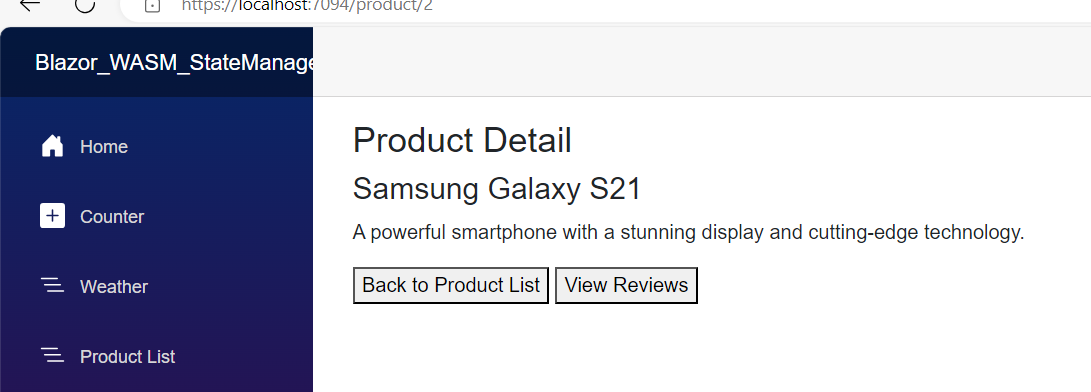 https://localhost:7094/product/2
Blazor_WASM_StateManage
Home
Counter
Weather
Product List
Product Detail
Samsung Galaxy S21
A powerful smartphone with a stunning display and cutting-edge technology.
Back to Product List View Reviews